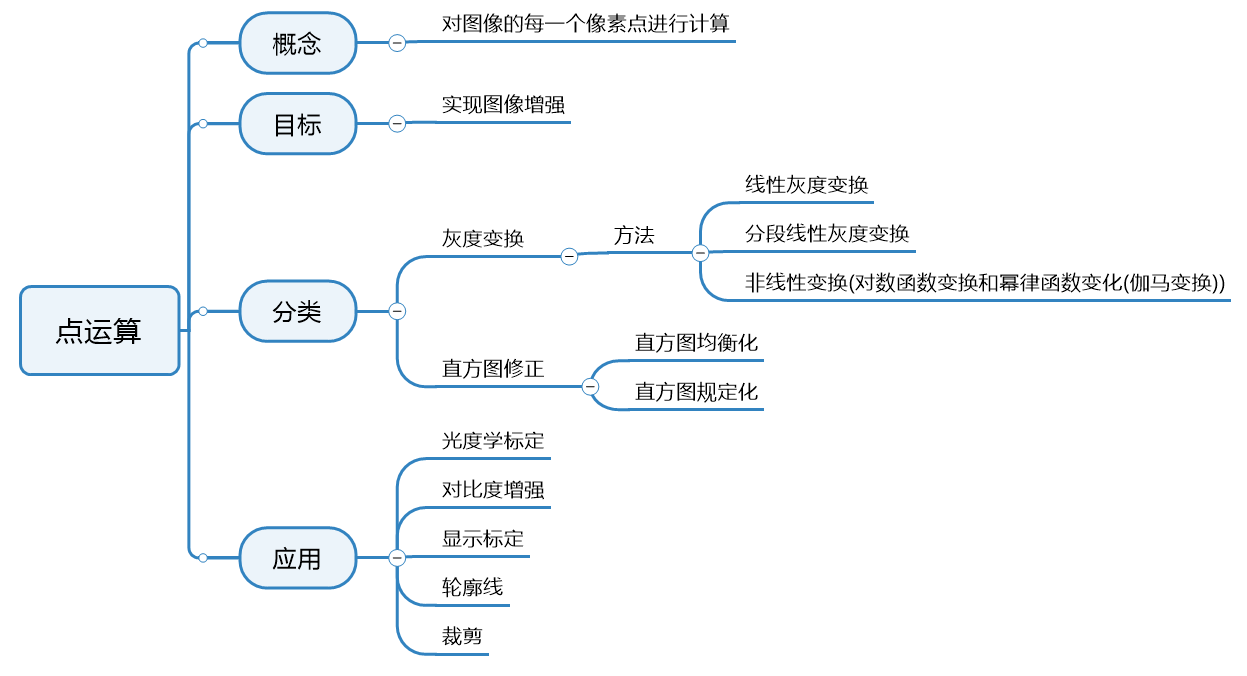 点运算
概念
对图像的每一个像素点进行计算
目标
实现图像增强
分类
灰度变换
方法
线性灰度变换
分段线性灰度变换
非线性变换(对数函数变换和幂律函数变化(伽马变换))
直方图修正
直方图均衡化
直方图规定化
应用
光度学标定
对比度增强
显示标定
轮廓线
裁剪